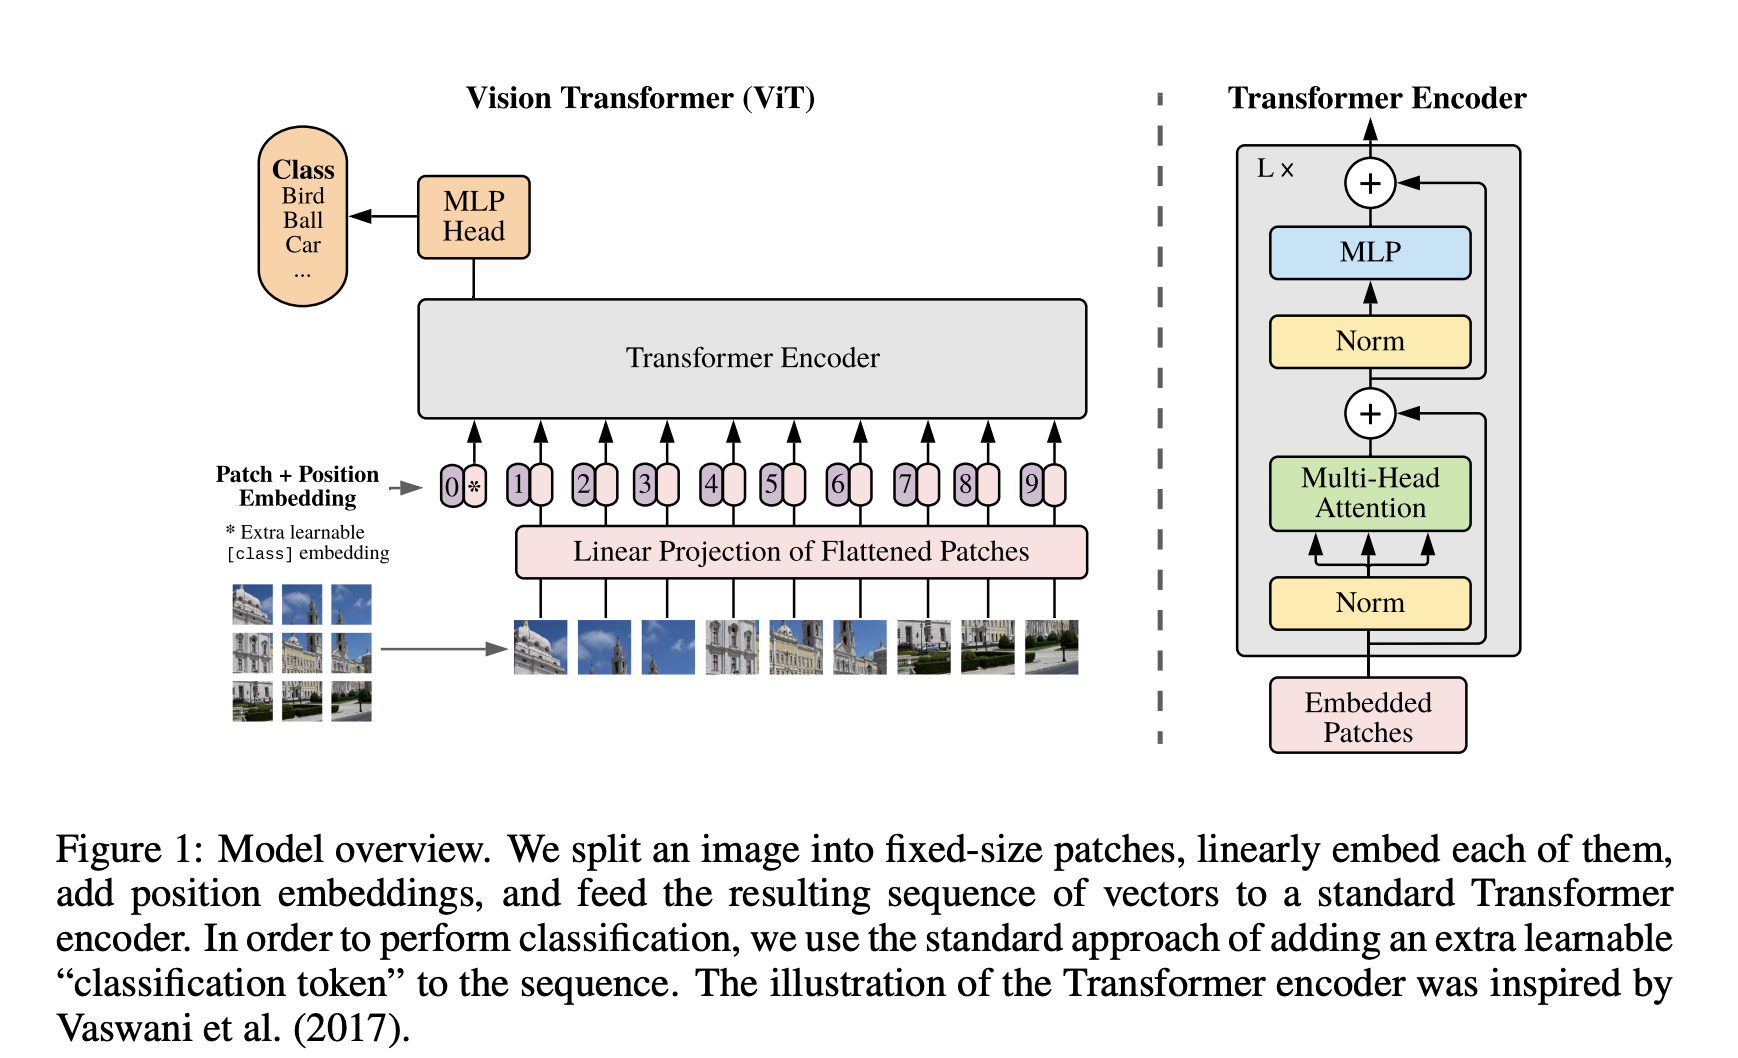 Vision Transformer (ViT)
Class
Bird
Ball
Car
...
MLP
Head
Transformer Encoder
Patch + Position
Embedding
0 * 1 2 3 4 5 6 7 8 9
* Extra learnable
[class] embedding
Linear Projection of Flattened Patches
Transformer Encoder
L ×
+
MLP
Norm
+
Multi-Head
Attention
Norm
Embedded
Patches
Figure 1: Model overview. We split an image into fixed-size patches, linearly embed each of them,
add position embeddings, and feed the resulting sequence of vectors to a standard Transformer
encoder. In order to perform classification, we use the standard approach of adding an extra learnable
“classification token” to the sequence. The illustration of the Transformer encoder was inspired by
Vaswani et al. (2017).